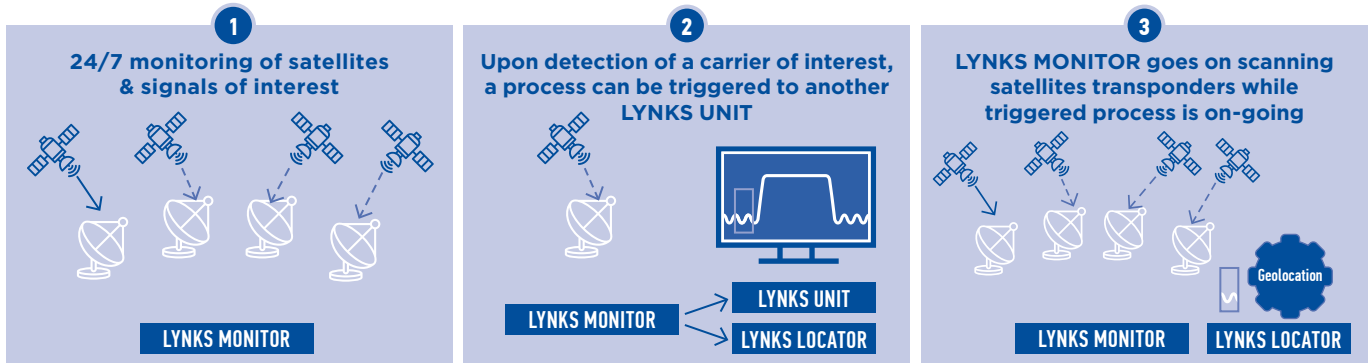 1
24/7 monitoring of satellites
& signals of interest
LYNKS MONITOR
2
Upon detection of a carrier of interest,
a process can be triggered to another
LYNKS UNIT
LYNKS MONITOR
LYNKS UNIT
LYNKS LOCATOR
3
LYNKS MONITOR goes on scanning
satellites transponders while
triggered process is on-going
Geolocation
LYNKS MONITOR
LYNKS LOCATOR